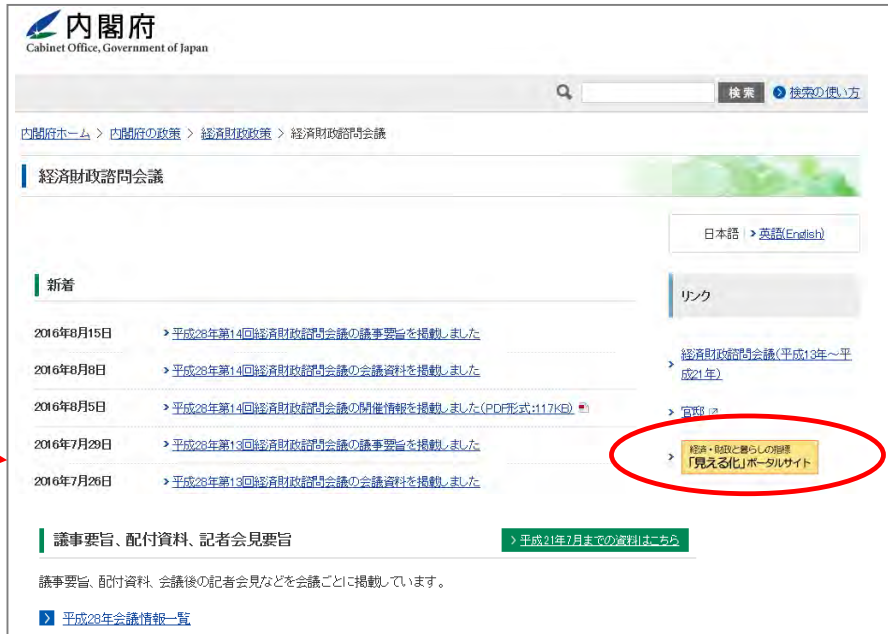 内閣府
Cabinet Office, Government of Japan
検索 検索の使い方
内閣府ホーム > 内閣府の政策 > 経済財政政策 > 経済財政諮問会議
経済財政諮問会議
日本語 > 英語(English)
新着
2016年8月15日 > 平成28年第14回経済財政諮問会議の議事要旨を掲載しました
2016年8月8日 > 平成28年第14回経済財政諮問会議の会議資料を掲載しました
2016年8月5日 > 平成28年第14回経済財政諮問会議の開催情報を掲載しました(PDF形式:117KB)
2016年7月29日 > 平成28年第13回経済財政諮問会議の議事要旨を掲載しました
2016年7月26日 > 平成28年第13回経済財政諮問会議の会議資料を掲載しました
リンク
> 経済財政諮問会議(平成13年～平
成21年)
> 官邸
> 経済・財政と暮らしの指標
「見える化」ポータルサイト
議事要旨、配付資料、記者会見要旨
> 平成21年7月までの資料はこちら
議事要旨、配付資料、会議後の記者会見などを会議ごとに掲載しています。
> 平成28年会議情報一覧